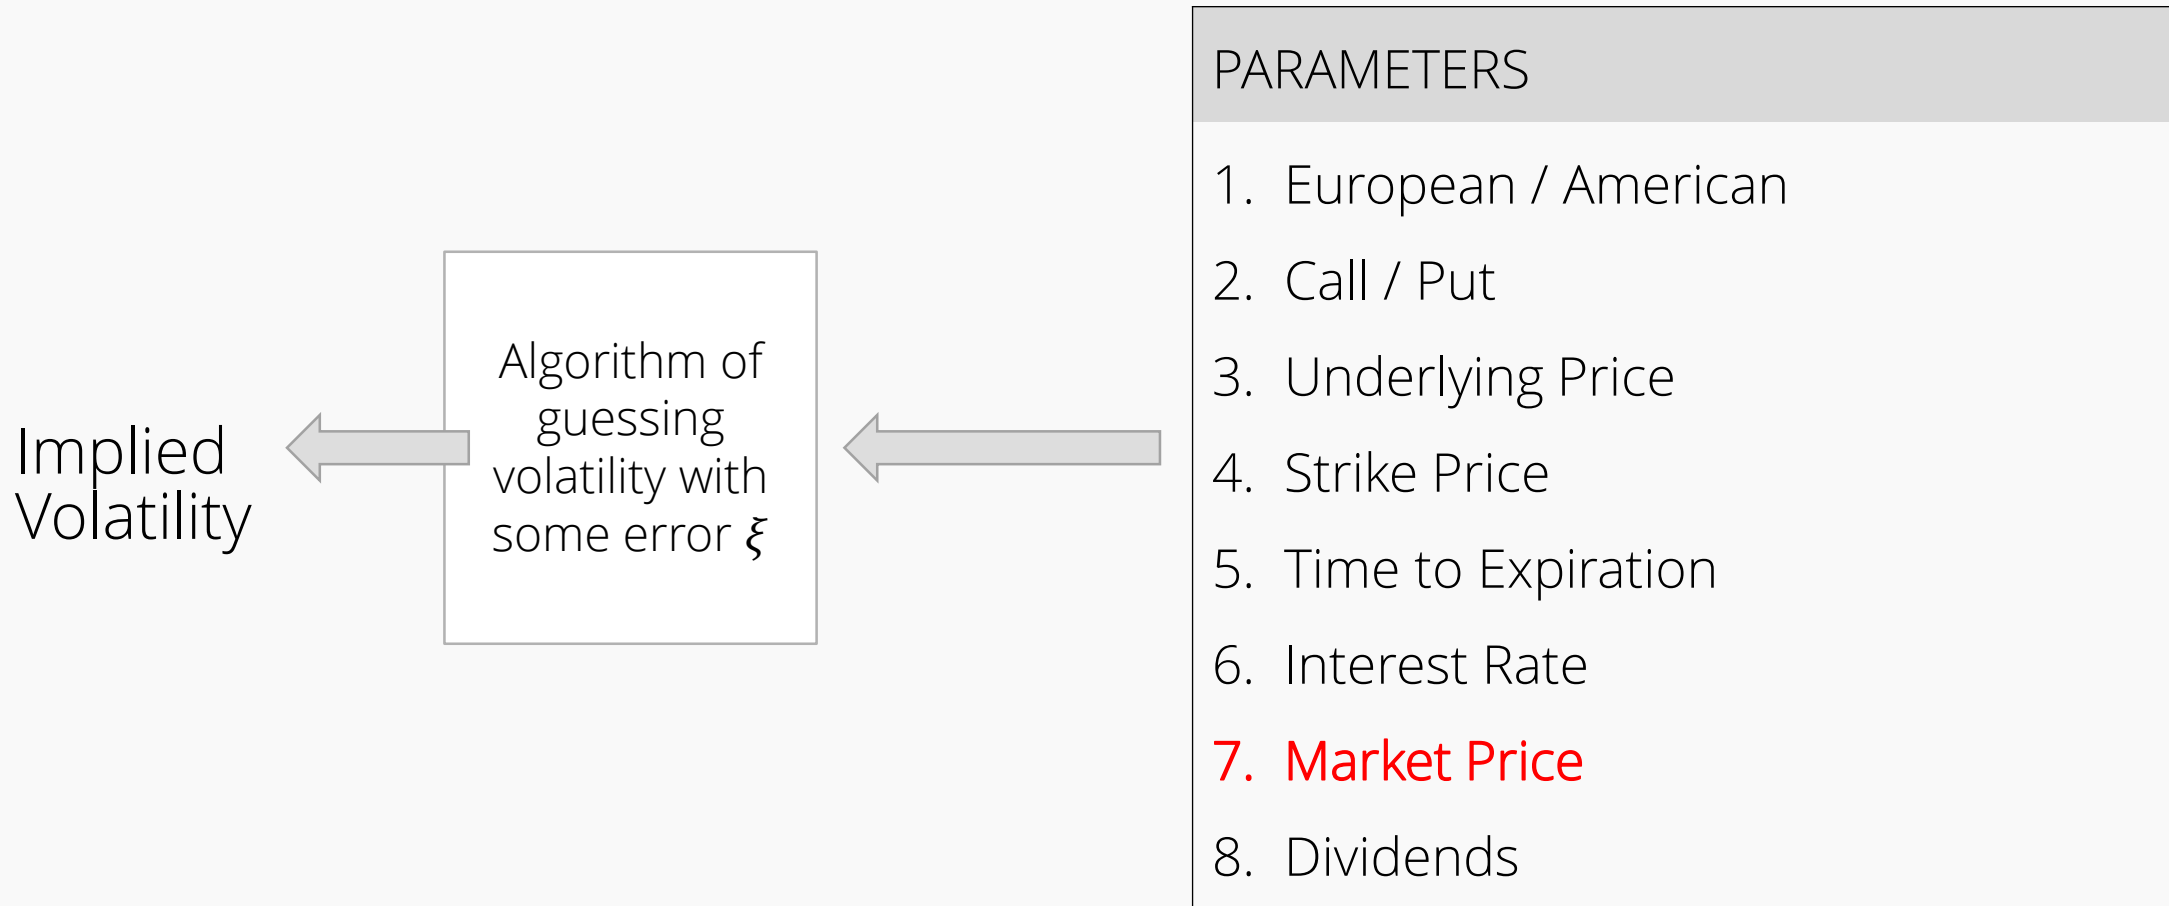 Implied
Volatility
Algorithm of
guessing
volatility with
some error ξ
PARAMETERS
1. European / American
2. Call / Put
3. Underlying Price
4. Strike Price
5. Time to Expiration
6. Interest Rate
7. Market Price
8. Dividends